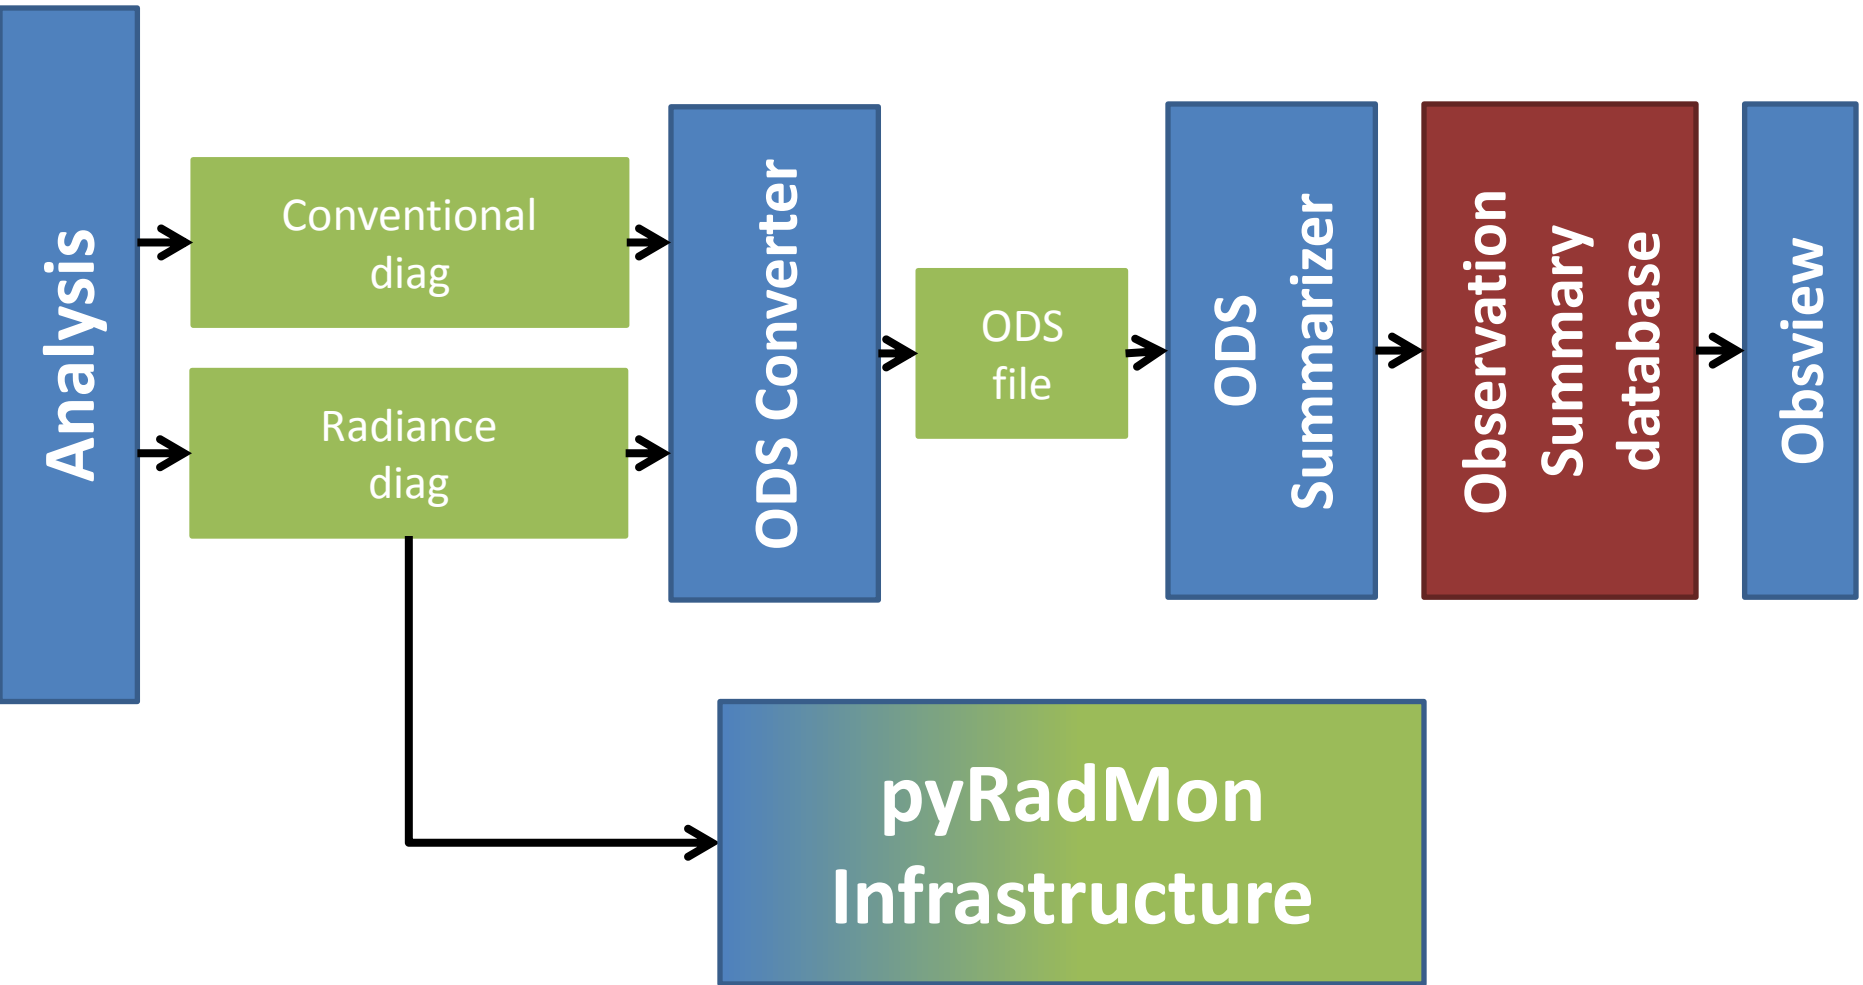 Analysis
Conventional
diag
Radiance
diag
ODS Converter
ODS
file
ODS
Summarizer
Observation
Summary
database
Obsview
pyRadMon
Infrastructure